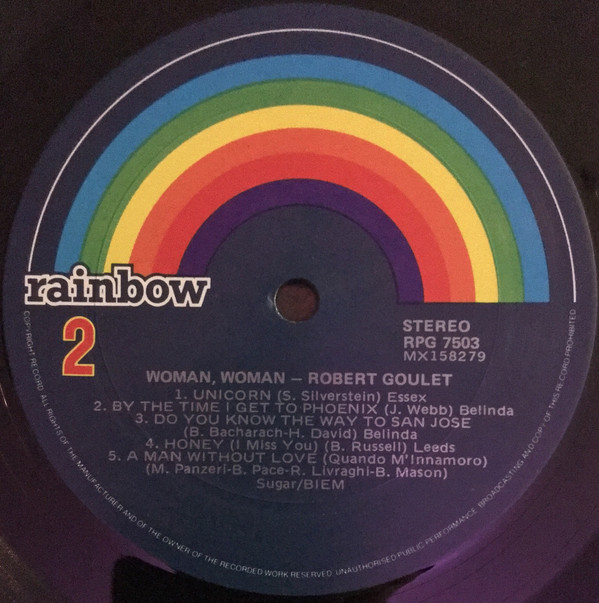 rainbow
2
STEREO
RPG 7503
MX158279
WOMAN, WOMAN – ROBERT GOULET
1. UNICORN (S. Silverstein) Essex
2. BY THE TIME I GET TO PHOENIX (J. Webb) Belinda
3. DO YOU KNOW THE WAY TO SAN JOSE
(B. Bacharach-H. David) Belinda
4. HONEY (I Miss You) (B. Russell) Leeds
5. A MAN WITHOUT LOVE (Quando M'Innamoro)
(M. Panzeri-B. Pace-R. Livraghi-B. Mason)
Sugar/BIEM
COPYRIGHT RECORD. ALL RIGHTS OF THE MANUFACTURER AND OF THE OWNER OF THE RECORDED WORK RESERVED. UNAUTHORISED PUBLIC PERFORMANCE, BROADCASTING AND COPY OF THIS RECORD PROHIBITED